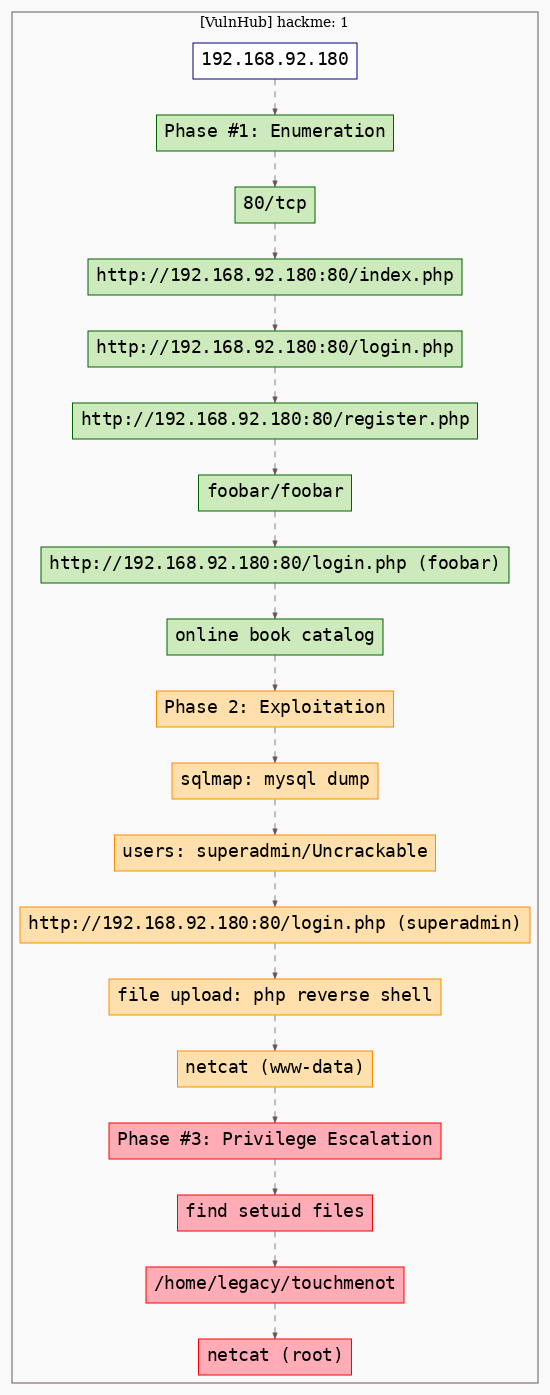 [VulnHub] hackme: 1
192.168.92.180
Phase #1: Enumeration
80/tcp
http://192.168.92.180:80/index.php
http://192.168.92.180:80/login.php
http://192.168.92.180:80/register.php
foobar/foobar
http://192.168.92.180:80/login.php (foobar)
online book catalog
Phase 2: Exploitation
sqlmap: mysql dump
users: superadmin/Uncrackable
http://192.168.92.180:80/login.php (superadmin)
file upload: php reverse shell
netcat (www-data)
Phase #3: Privilege Escalation
find setuid files
/home/legacy/touchmenot
netcat (root)